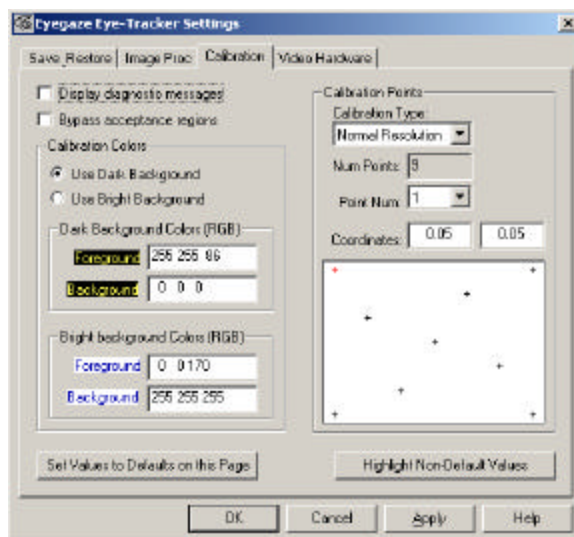 Eyegaze Eye-Tracker Settings
Save_Restore Image Proc Calibration Video Hardware
Display diagnostic messages
Bypass acceptance regions
Calibration Colors
Use Dark Background
Use Bright Background
Dark Background Colors (RGB)
Foreground 255 255 86
Background 0 0 0
Bright background Colors (RGB)
Foreground 0 0 170
Background 255 255 255
Set Values to Defaults on this Page
Calibration Points
Calibration Type:
Normal Resolution
Num Points: 9
Point Num: 1
Coordinates: 0.05 0.05
Highlight Non-Default Values
OK Cancel Apply Help